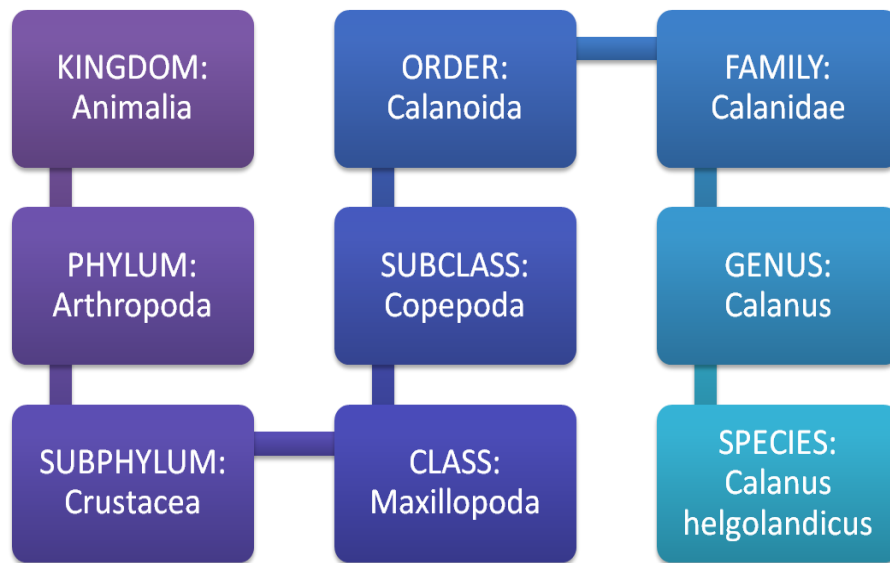 KINGDOM:
Animalia
PHYLUM:
Arthropoda
SUBPHYLUM:
Crustacea
CLASS:
Maxillopoda
SUBCLASS:
Copepoda
ORDER:
Calanoida
FAMILY:
Calanidae
GENUS:
Calanus
SPECIES:
Calanus
helgolandicus